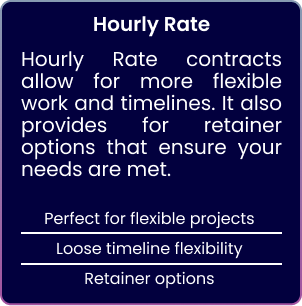 Hourly Rate
Hourly Rate contracts
allow for more flexible
work and timelines. It also
provides for retainer
options that ensure your
needs are met.
Perfect for flexible projects
Loose timeline flexibility
Retainer options